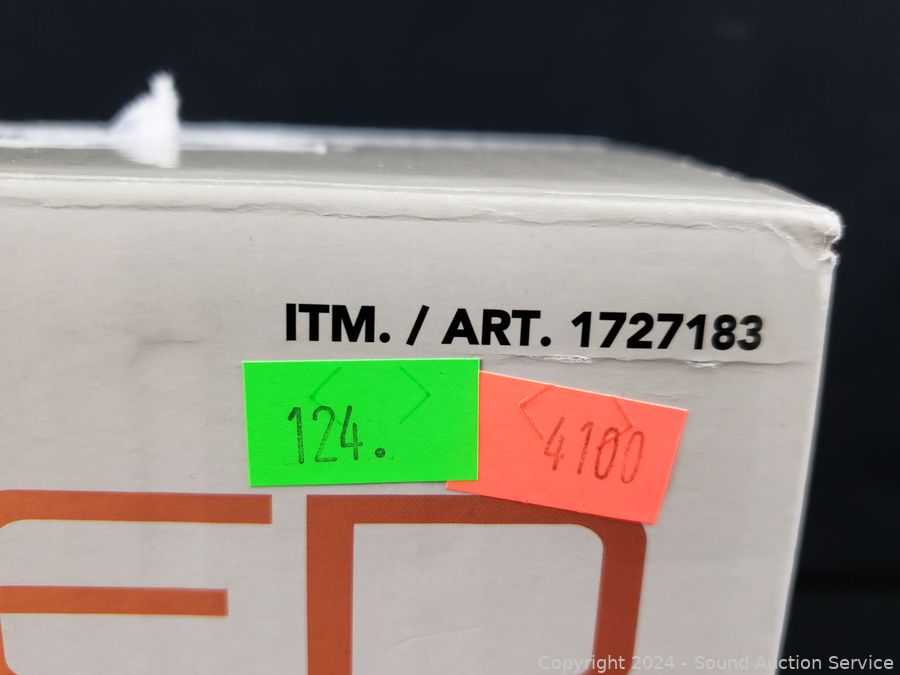 ITM. / ART. 1727183
124.
4100
Copyright 2024 - Sound Auction Service